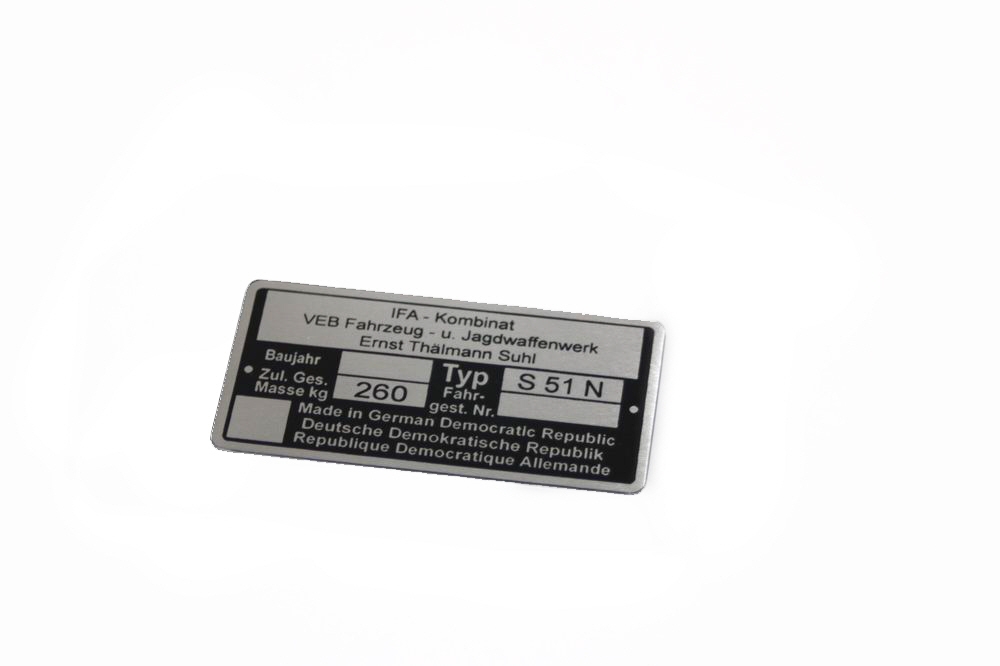 IFA - Kombinat
VEB Fahrzeug - u. Jagdwaffenwerk
Ernst Thälmann Suhl
Baujahr
Zul. Ges.
Masse kg 260
Typ S 51 N
Fahr-
gest. Nr.
Made in German Democratic Republic
Deutsche Demokratische Republik
Republique Democratique Allemande